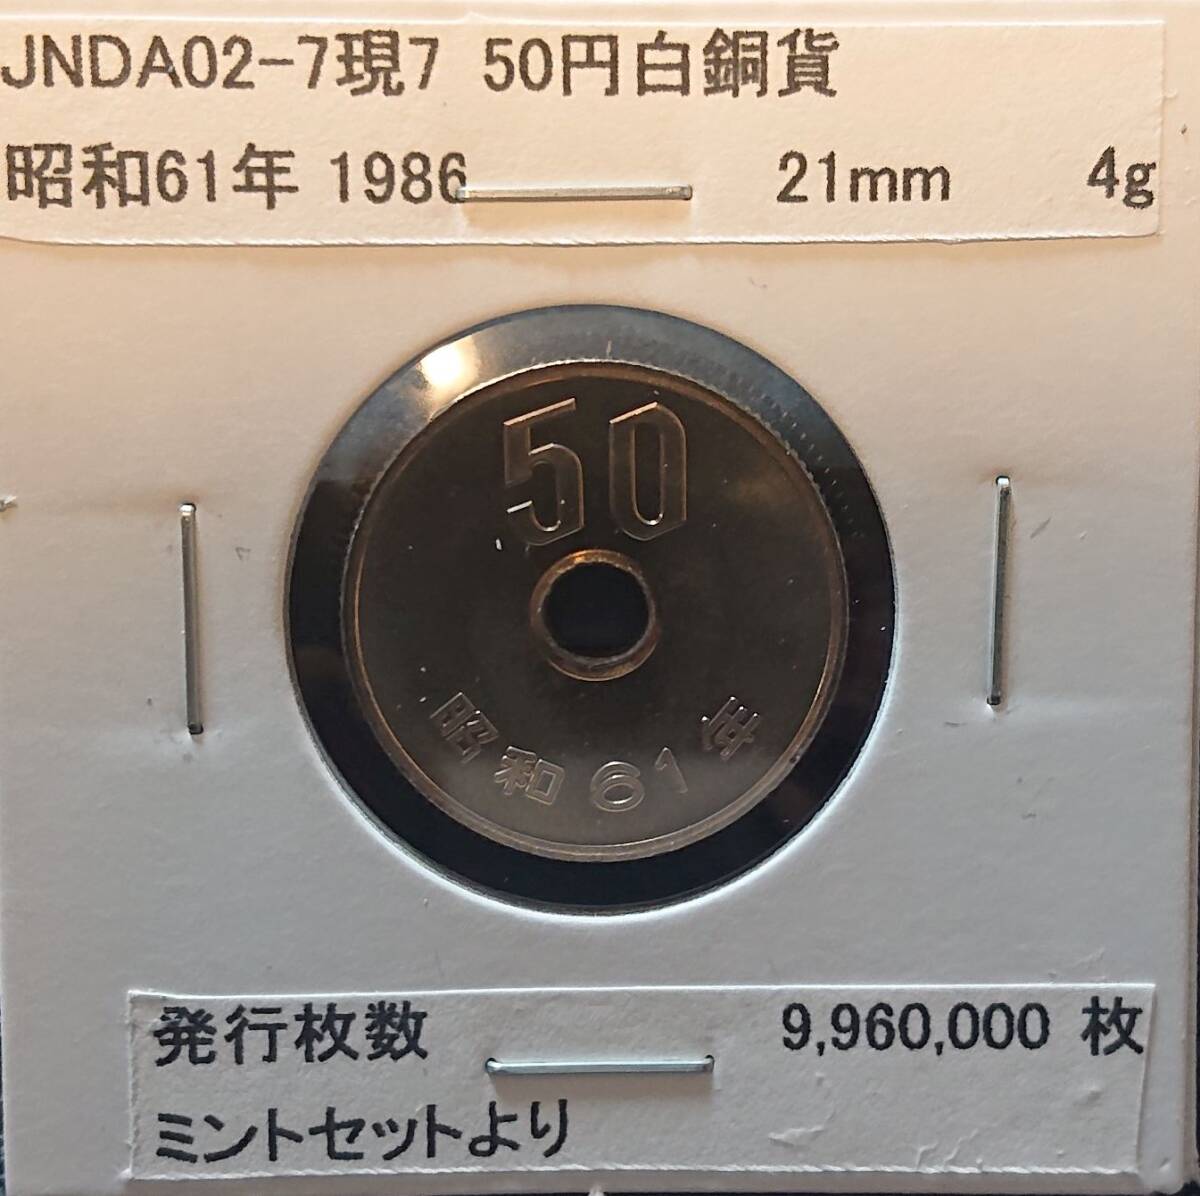 JNDA02-7現7 50円白銅貨
昭和61年 1986 21mm 4g
50
昭和61年
発行枚数 9,960,000 枚
ミントセットより